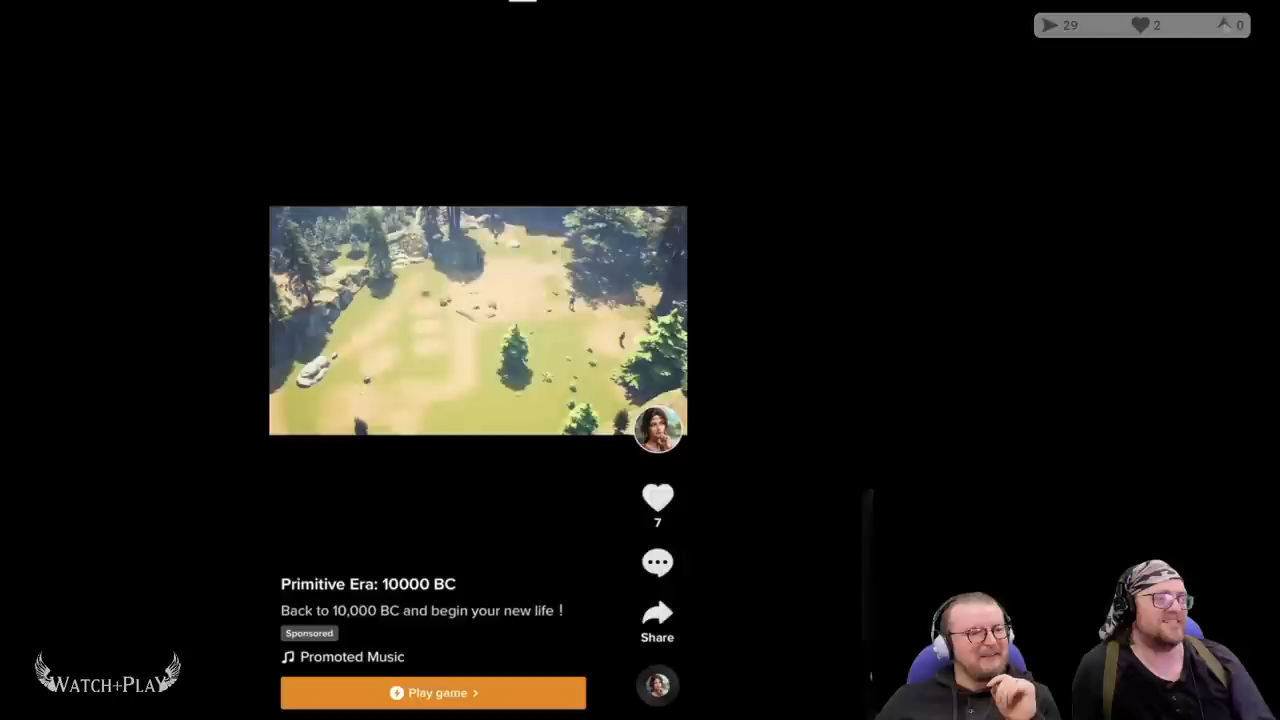 29 2 0
7
Primitive Era: 10000 BC
Back to 10,000 BC and begin your new life !
Sponsored
Share
Promoted Music
Play game >
WATCH+PLAY